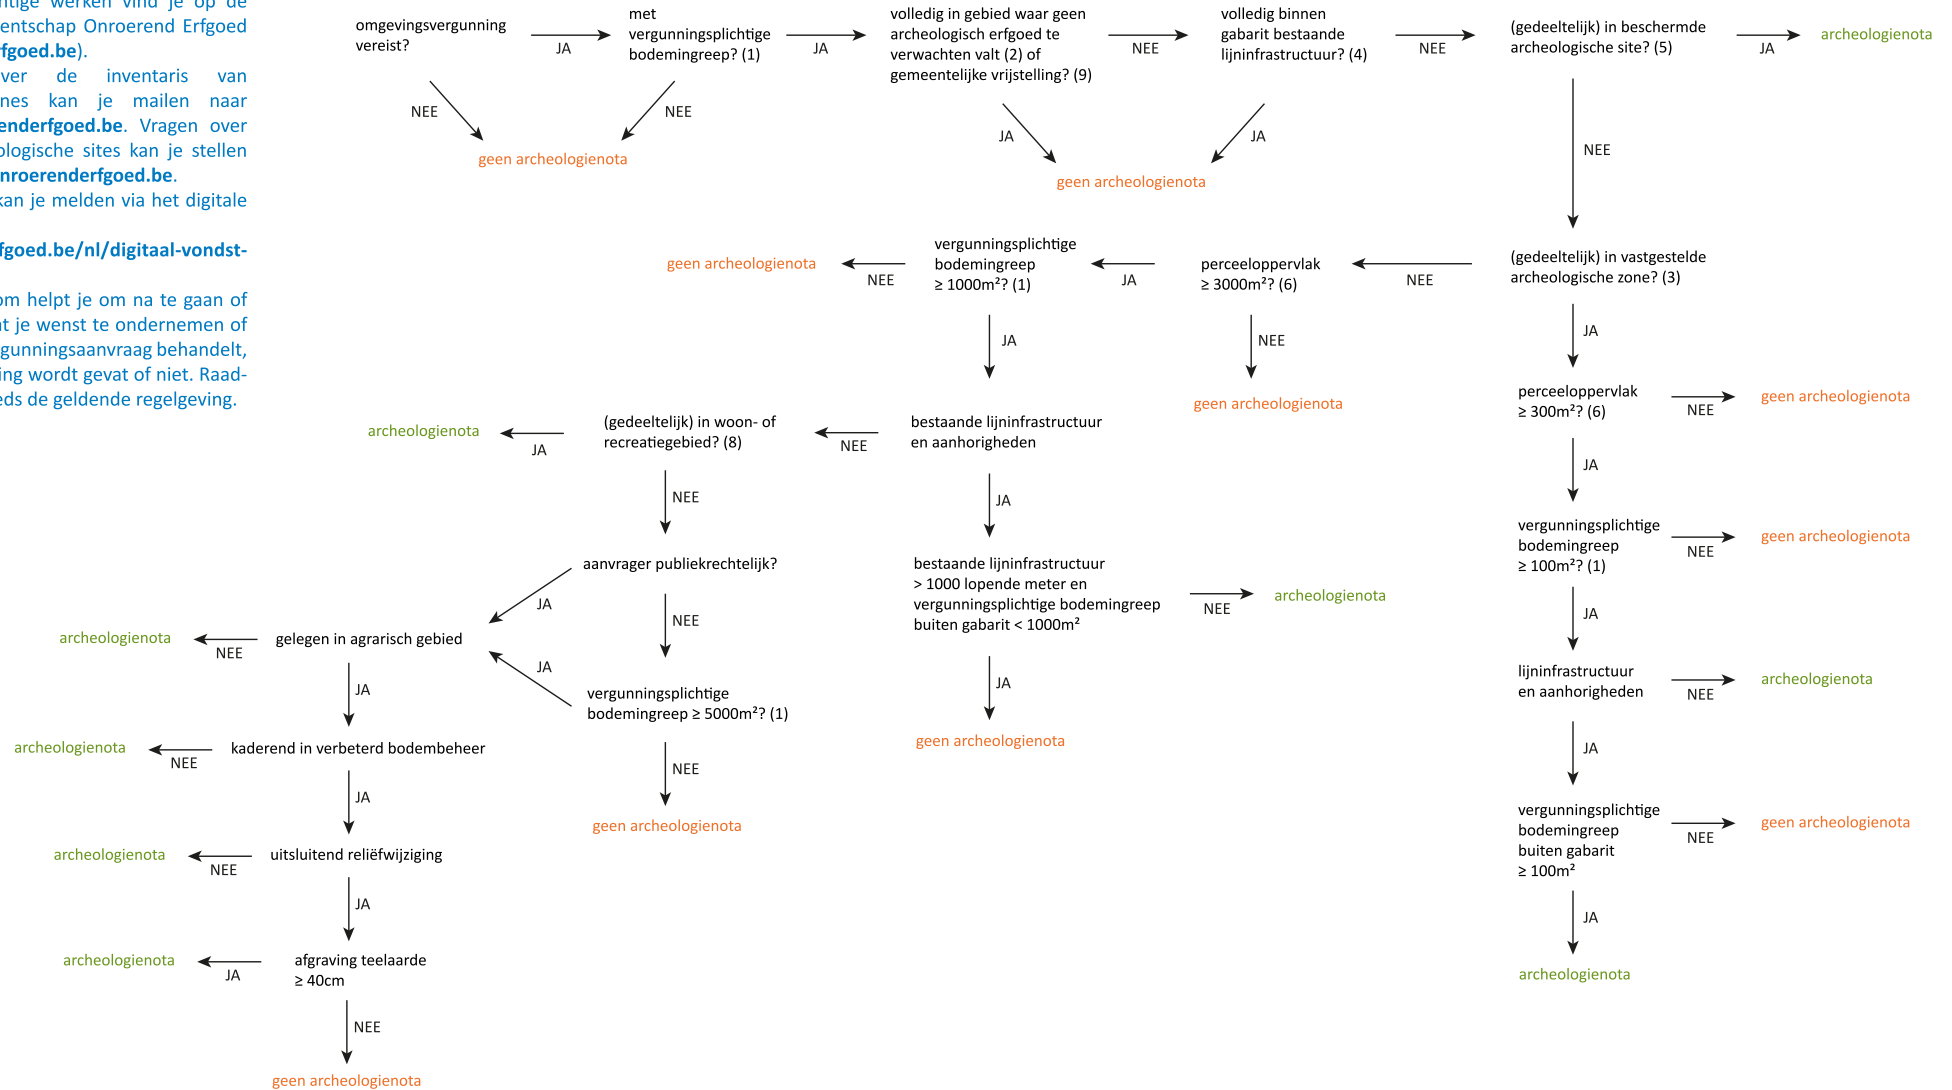 htige werken vind je op de
entschap Onroerend Erfgoed
rfgoed.be).
ver de inventaris van
nes kan je mailen naar
enderfgoed.be. Vragen over
ologische sites kan je stellen
nroerenderfgoed.be.
kan je melden via het digitale
fgoed.be/nl/digitaal-vondst-
om helpt je om na te gaan of
at je wenst te ondernemen of
gunningsaanvraag behandelt,
ing wordt gevat of niet. Raad-
eds de geldende regelgeving.
omgevingsvergunning
vereist?
JA
NEE
met
vergunningsplichtige
bodemingreep? (1)
JA
NEE
geen archeologienota
volledig in gebied waar geen
archeologisch erfgoed te
verwachten valt (2) of
gemeentelijke vrijstelling? (9)
NEE
JA
volledig binnen
gabarit bestaande
lijninfrastructuur? (4)
NEE
JA
geen archeologienota
(gedeeltelijk) in beschermde
archeologische site? (5)
JA
archeologienota
NEE
(gedeeltelijk) in vastgestelde
archeologische zone? (3)
NEE
JA
perceeloppervlak
≥ 3000m²? (6)
JA
NEE
geen archeologienota
vergunningsplichtige
bodemingreep
≥ 1000m²? (1)
NEE
geen archeologienota
JA
bestaande lijninfrastructuur
en aanhorigheden
NEE
JA
(gedeeltelijk) in woon- of
recreatiegebied? (8)
JA
archeologienota
NEE
aanvrager publiekrechtelijk?
JA
NEE
vergunningsplichtige
bodemingreep ≥ 5000m²? (1)
JA
NEE
geen archeologienota
bestaande lijninfrastructuur
> 1000 lopende meter en
vergunningsplichtige bodemingreep
buiten gabarit < 1000m²
NEE
archeologienota
JA
geen archeologienota
gelegen in agrarisch gebied
NEE
archeologienota
JA
kaderend in verbeterd bodembeheer
NEE
archeologienota
JA
uitsluitend reliëfwijziging
NEE
archeologienota
JA
afgraving teelaarde
≥ 40cm
JA
archeologienota
NEE
geen archeologienota
perceeloppervlak
≥ 300m²? (6)
NEE
geen archeologienota
JA
vergunningsplichtige
bodemingreep
≥ 100m²? (1)
NEE
geen archeologienota
JA
lijninfrastructuur
en aanhorigheden
NEE
archeologienota
JA
vergunningsplichtige
bodemingreep
buiten gabarit
≥ 100m²
NEE
geen archeologienota
JA
archeologienota